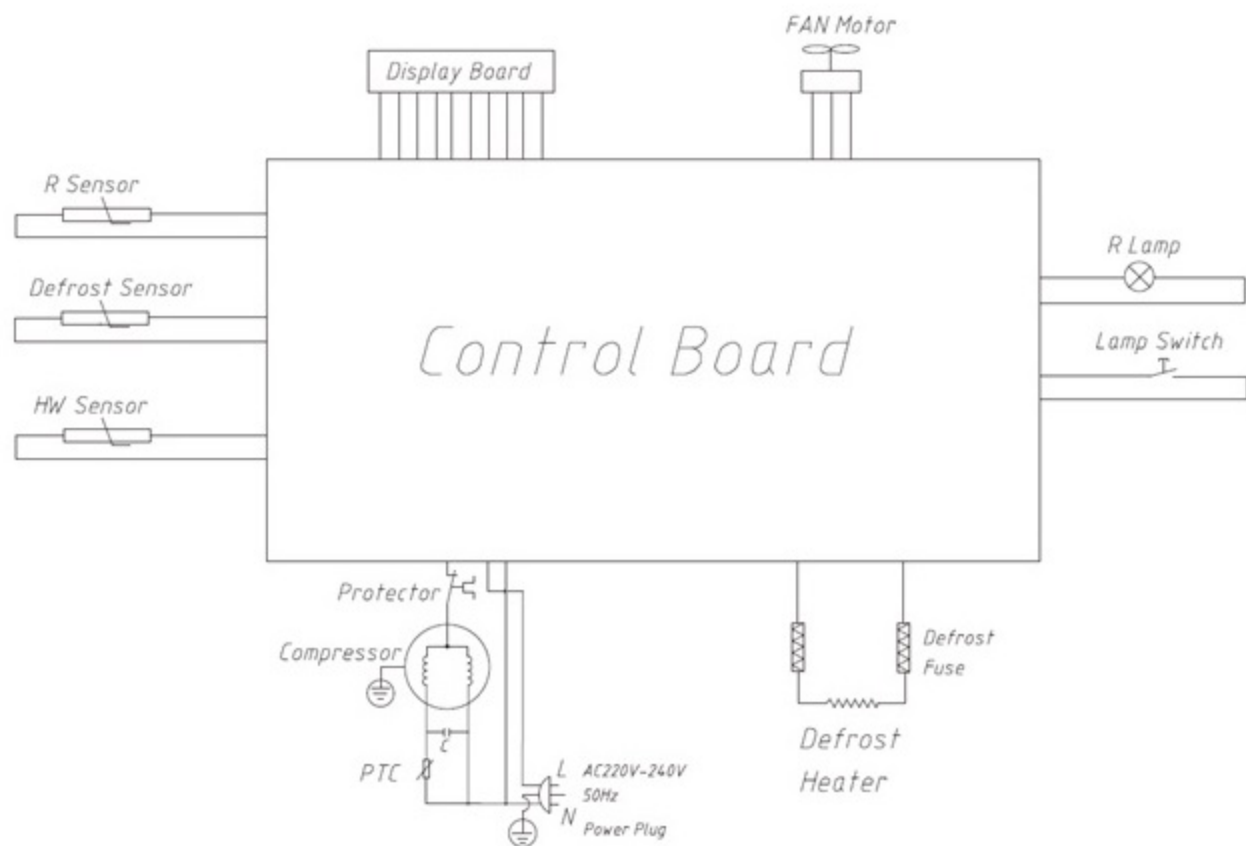 FAN Motor
Display Board
R Sensor
R Lamp
Defrost Sensor
Control Board
Lamp Switch
HW Sensor
Protector
Compressor
Defrost
Fuse
C
PTC
L AC220V-240V
50Hz
N Power Plug
Defrost
Heater